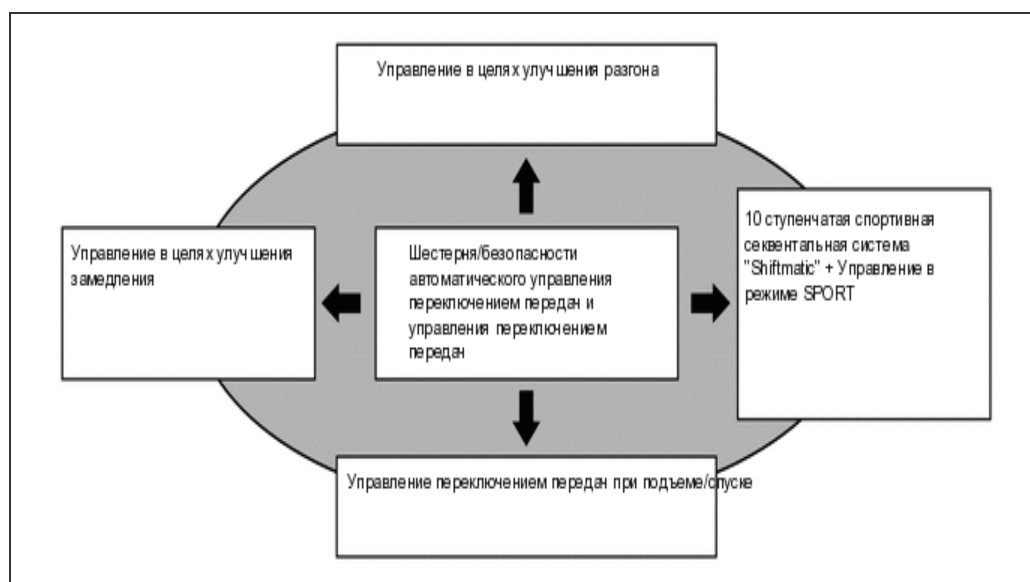 Управление в целях улучшения разгона
Управление в целях улучшения
замедления
Шестерня/безопасности
автоматического управления
переключением передач и
управления переключением
передач
10 ступенчатая спортивная
секвентальная система
"Shiftmatic" + Управление в
режиме SPORT
Управление переключением передач при подъеме/спуске